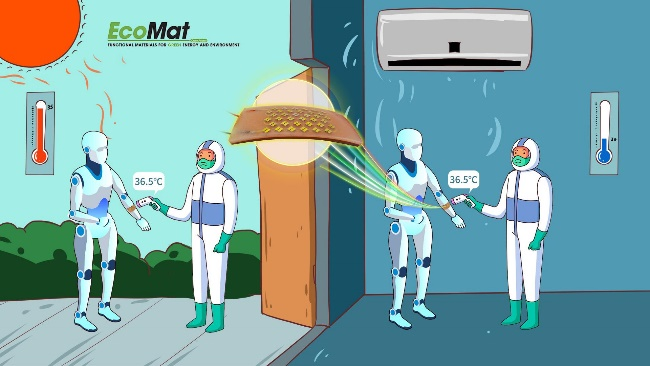 EcoMat
FUNCTIONAL MATERIALS FOR GREEN ENERGY AND ENVIRONMENT
36.5°C
36.5°C